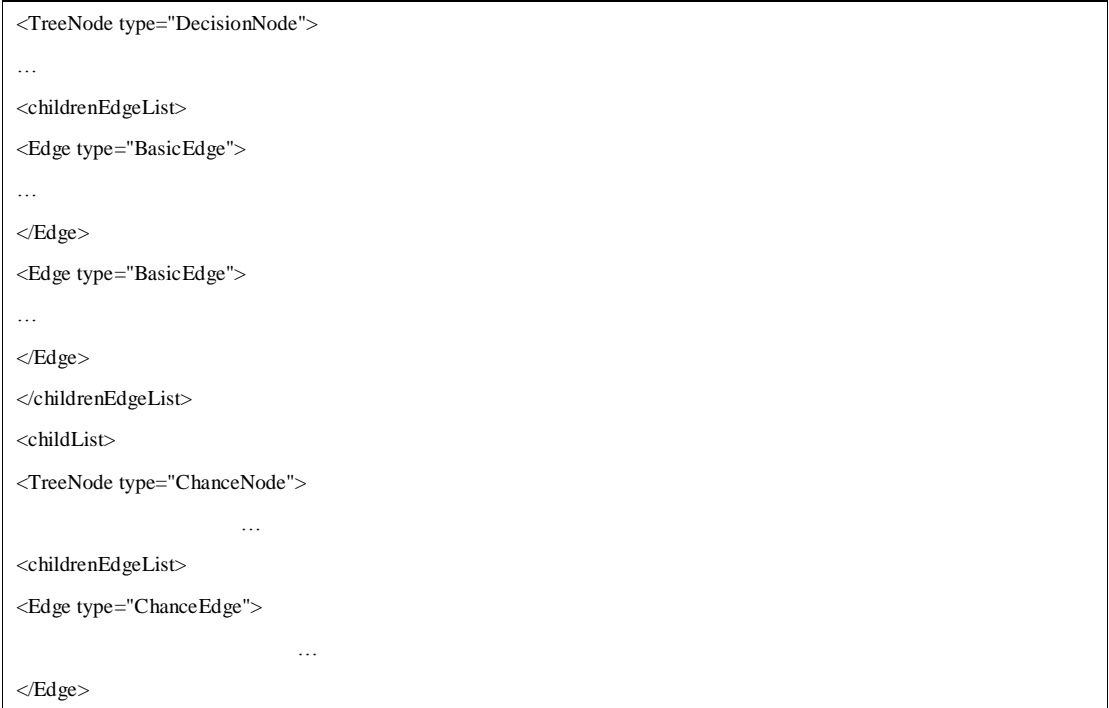 <TreeNode type="DecisionNode">
…
<childrenEdgeList>
<Edge type="BasicEdge">
…
</Edge>
<Edge type="BasicEdge">
…
</Edge>
</childrenEdgeList>
<childList>
<TreeNode type="ChanceNode">
…
<childrenEdgeList>
<Edge type="ChanceEdge">
…
</Edge>